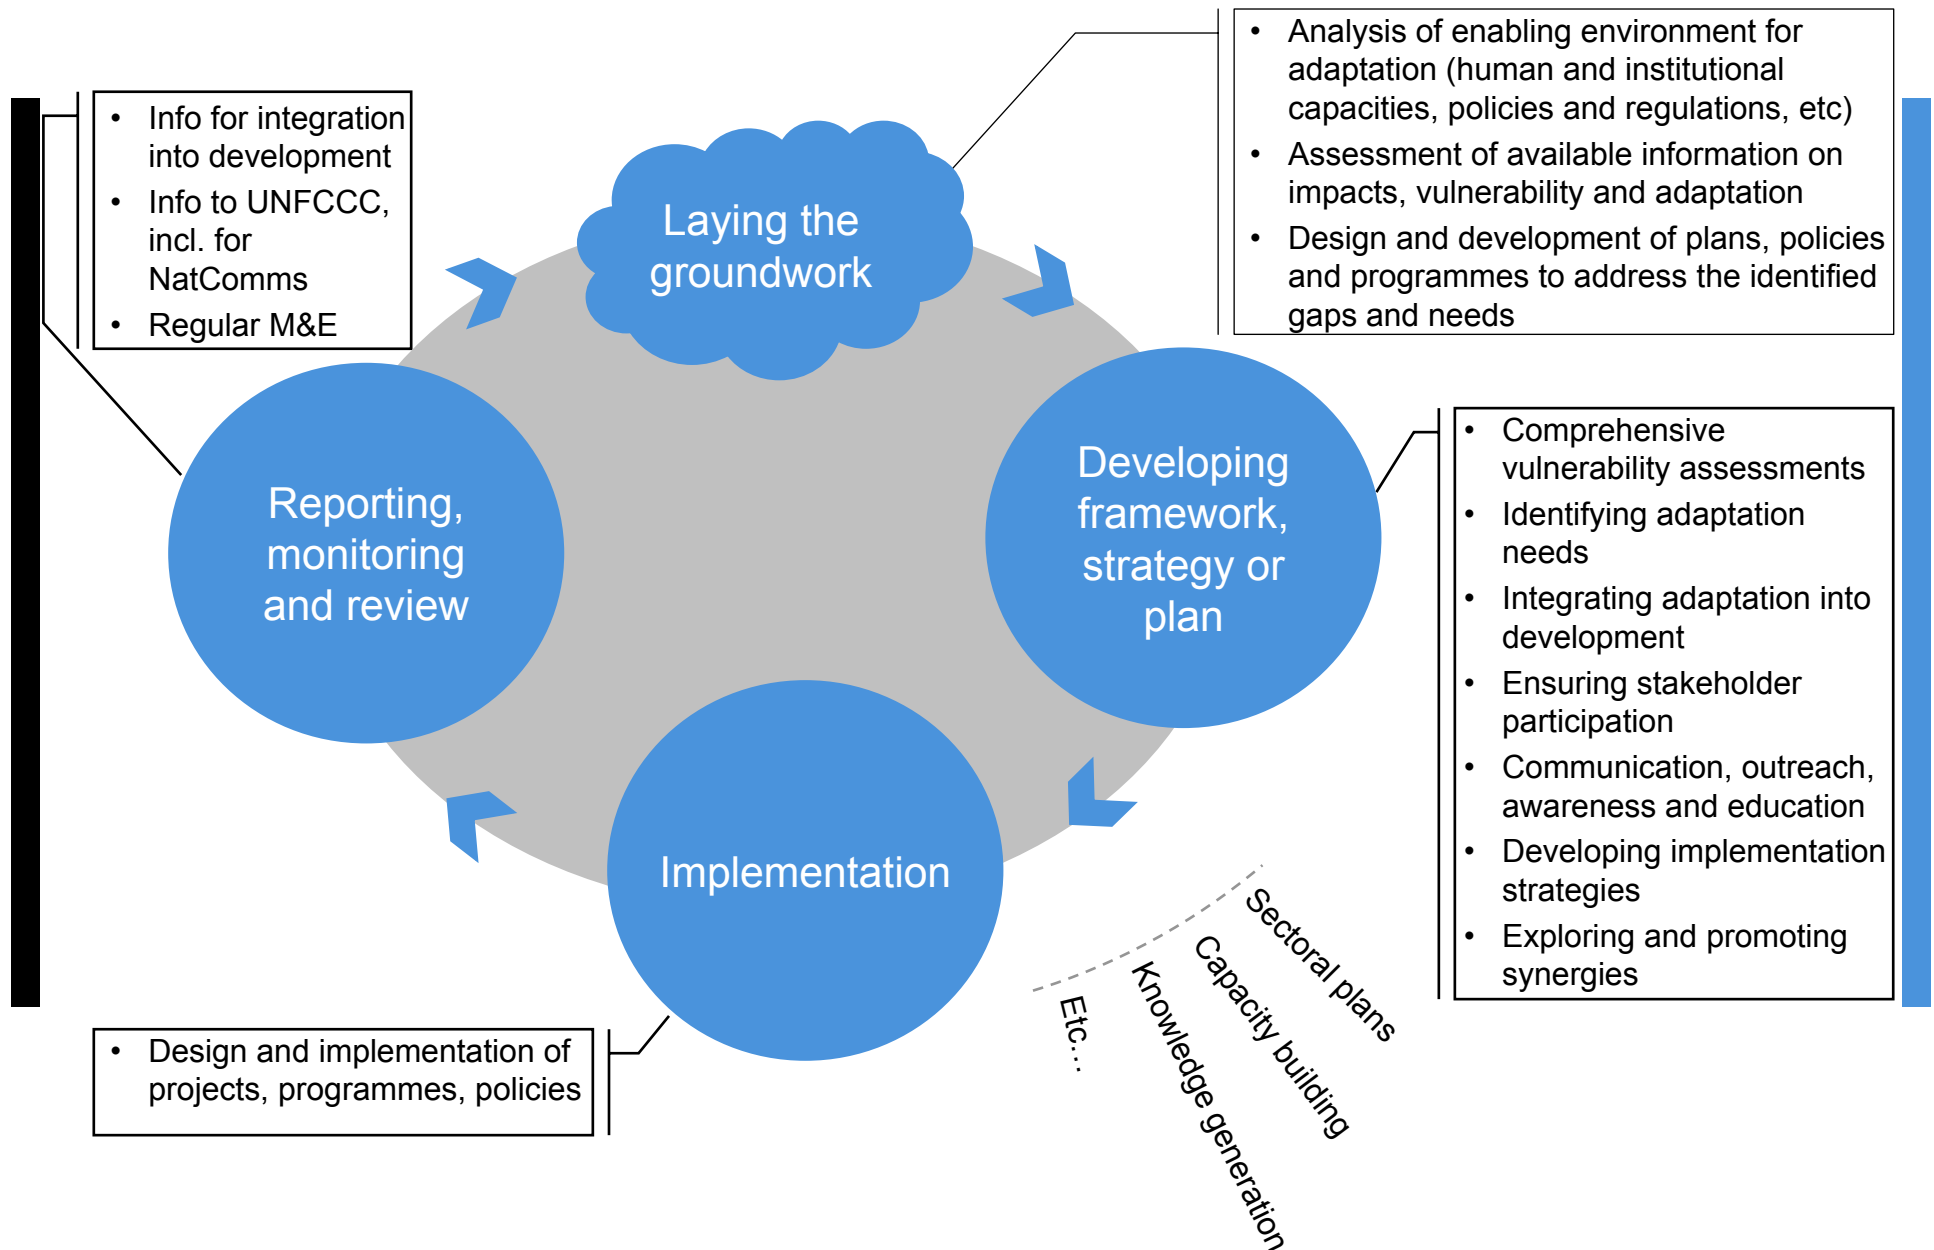 • Analysis of enabling environment for
adaptation (human and institutional
capacities, policies and regulations, etc)
• Assessment of available information on
impacts, vulnerability and adaptation
• Design and development of plans, policies
and programmes to address the identified
gaps and needs
• Info for integration
into development
• Info to UNFCCC,
incl. for
NatComms
• Regular M&E
Laying the
groundwork
Developing
framework,
strategy or
plan
• Comprehensive
vulnerability assessments
• Identifying adaptation
needs
• Integrating adaptation into
development
• Ensuring stakeholder
participation
• Communication, outreach,
awareness and education
• Developing implementation
strategies
• Exploring and promoting
synergies
Reporting,
monitoring
and review
Implementation
Sectoral plans
Capacity building
Knowledge generation
Etc.…
• Design and implementation of
projects, programmes, policies